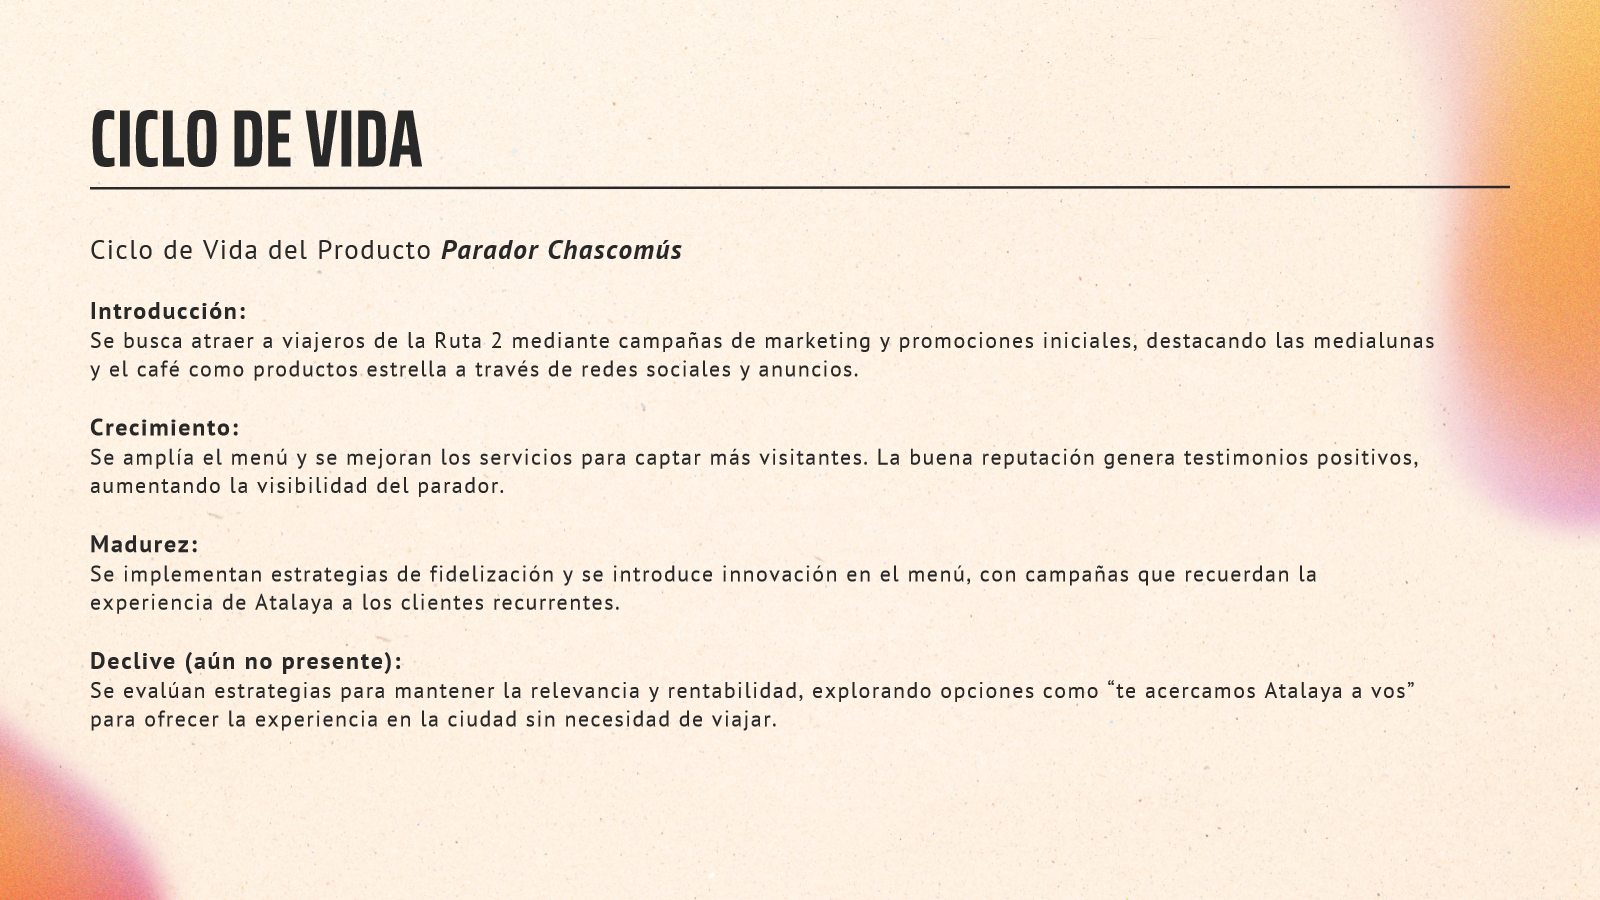 CICLO DE VIDA
Ciclo de Vida del Producto Parador Chascomús
Introducción:
Se busca atraer a viajeros de la Ruta 2 mediante campañas de marketing y promociones iniciales, destacando las medialunas
y el café como productos estrella a través de redes sociales y anuncios.
Crecimiento:
Se amplía el menú y se mejoran los servicios para captar más visitantes. La buena reputación genera testimonios positivos,
aumentando la visibilidad del parador.
Madurez:
Se implementan estrategias de fidelización y se introduce innovación en el menú, con campañas que recuerdan la
experiencia de Atalaya a los clientes recurrentes.
Declive (aún no presente):
Se evalúan estrategias para mantener la relevancia y rentabilidad, explorando opciones como “te acercamos Atalaya a vos”
para ofrecer la experiencia en la ciudad sin necesidad de viajar.